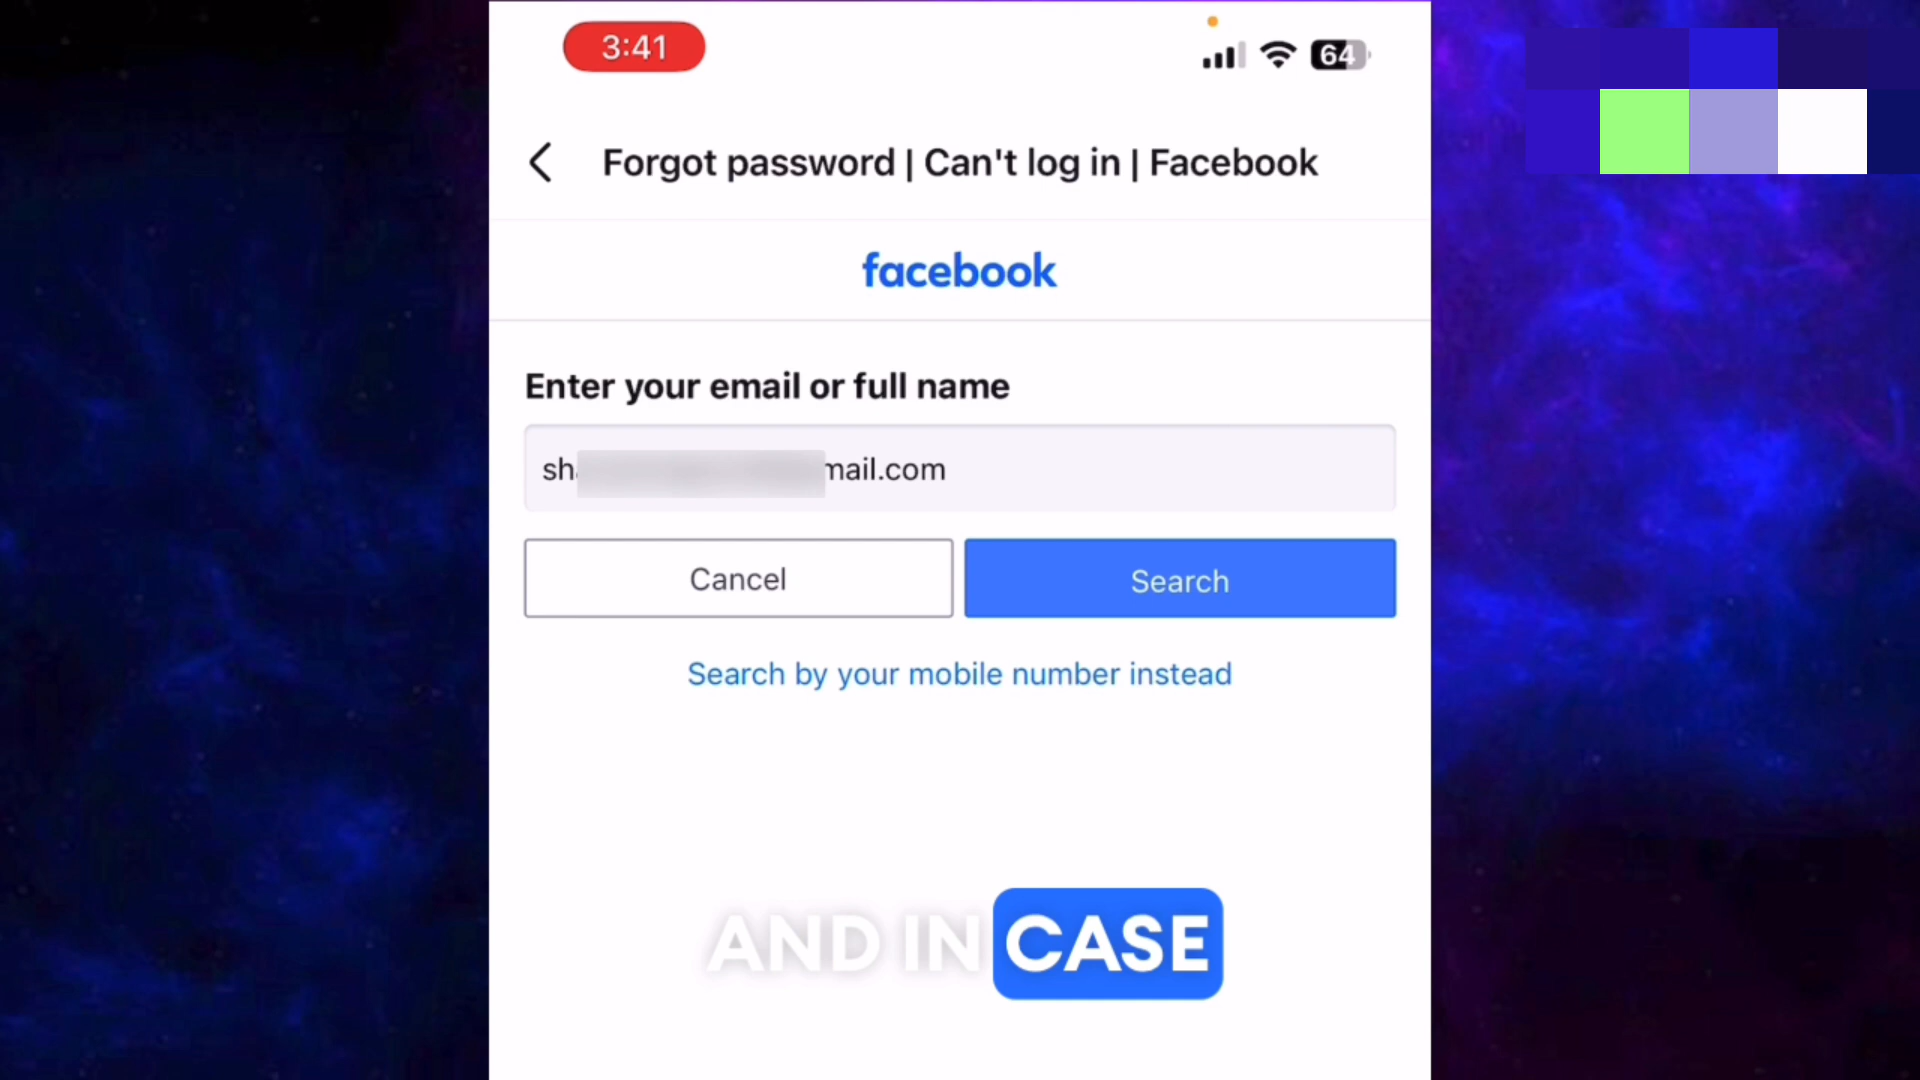 3:41
64
Forgot password | Can't log in | Facebook
facebook
Enter your email or full name
sh mail.com
Cancel
Search
Search by your mobile number instead
AND IN CASE